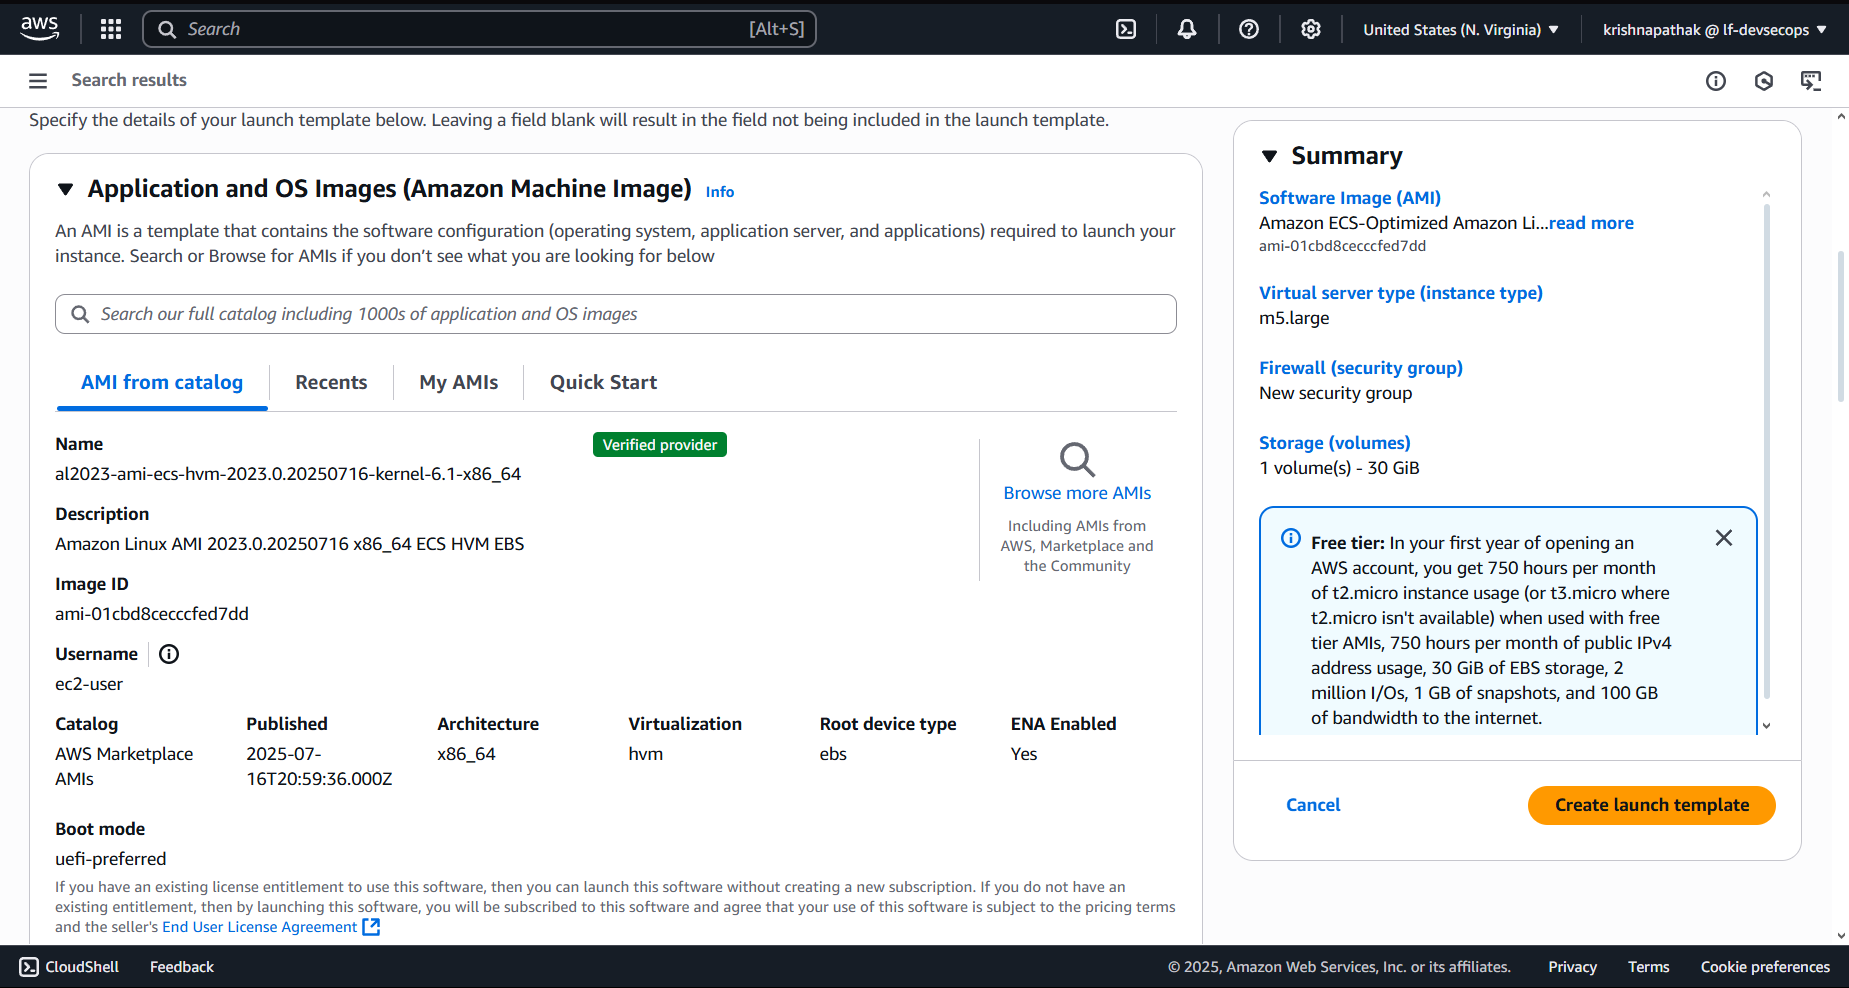 aws
Search
[Alt+S]
United States (N. Virginia)
krishnapathak @ lf-devsecops
Search results
Specify the details of your launch template below. Leaving a field blank will result in the field not being included in the launch template.
Application and OS Images (Amazon Machine Image) Info
An AMI is a template that contains the software configuration (operating system, application server, and applications) required to launch your
instance. Search or Browse for AMIs if you don’t see what you are looking for below
Search our full catalog including 1000s of application and OS images
AMI from catalog
Recents
My AMIs
Quick Start
Name
Verified provider
al2023-ami-ecs-hvm-2023.0.20250716-kernel-6.1-x86_64
Description
Amazon Linux AMI 2023.0.20250716 x86_64 ECS HVM EBS
Image ID
ami-01cbd8cecccfed7dd
Username
ec2-user
Browse more AMIs
Including AMIs from
AWS, Marketplace and
the Community
Catalog
AWS Marketplace
AMIs
Published
2025-07-
16T20:59:36.000Z
Architecture
x86_64
Virtualization
hvm
Root device type
ebs
ENA Enabled
Yes
Boot mode
uefi-preferred
If you have an existing license entitlement to use this software, then you can launch this software without creating a new subscription. If you do not have an
existing entitlement, then by launching this software, you will be subscribed to this software and agree that your use of this software is subject to the pricing terms
and the seller's End User License Agreement
Summary
Software Image (AMI)
Amazon ECS-Optimized Amazon Li...read more
ami-01cbd8cecccfed7dd
Virtual server type (instance type)
m5.large
Firewall (security group)
New security group
Storage (volumes)
1 volume(s) - 30 GiB
Free tier: In your first year of opening an
AWS account, you get 750 hours per month
of t2.micro instance usage (or t3.micro where
t2.micro isn't available) when used with free
tier AMIs, 750 hours per month of public IPv4
address usage, 30 GiB of EBS storage, 2
million I/Os, 1 GB of snapshots, and 100 GB
of bandwidth to the internet.
Cancel
Create launch template
CloudShell
Feedback
© 2025, Amazon Web Services, Inc. or its affiliates.
Privacy
Terms
Cookie preferences